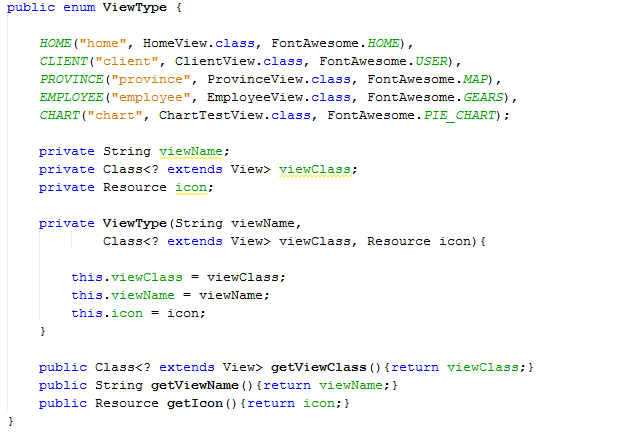 public enum ViewType {
HOME("home", HomeView.class, FontAwesome.HOME),
CLIENT("client", ClientView.class, FontAwesome.USER),
PROVINCE("province", ProvinceView.class, FontAwesome.MAP),
EMPLOYEE("employee", EmployeeView.class, FontAwesome.GEARS),
CHART("chart", ChartTestView.class, FontAwesome.PIE_CHART);
private String viewName;
private Class<? extends View> viewClass;
private Resource icon;
private ViewType(String viewName,
Class<? extends View> viewClass, Resource icon){
this.viewClass = viewClass;
this.viewName = viewName;
this.icon = icon;
}
public Class<? extends View> getViewClass(){return viewClass;}
public String getViewName(){return viewName;}
public Resource getIcon(){return icon;}
}